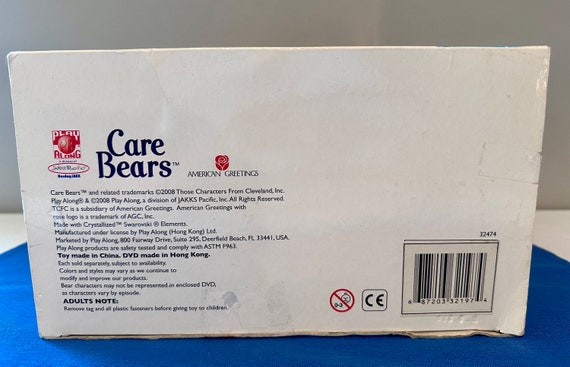 PLAY
ALONG
Care
Bears™
AMERICAN GREETINGS
Care Bears™ and related trademarks ©2008 Those Characters From Cleveland, Inc.
Play Along® & ©2008 Play Along, a division of JAKKS Pacific, Inc. All Rights Reserved.
TCFC is a subsidiary of American Greetings. American Greetings with
rose logo is a trademark of AGC, Inc.
Made with Crystallized™ Swarovski ® Elements.
Manufactured under license by Play Along (Hong Kong) Ltd.
Marketed by Play Along, 800 Fairway Drive, Suite 295, Deerfield Beach, FL 33441, USA.
Play Along products are safety tested and comply with ASTM F963.
Toy made in China. DVD made in Hong Kong.
Each sold separately, subject to availability.
Colors and styles may vary as we continue to
modify and improve our products.
Bear characters may not be represented in enclosed DVD,
as characters vary by episode.
ADULTS NOTE:
Remove tag and all plastic fasteners before giving toy to children.
0-3
CE
32474
6 87203 32197 4